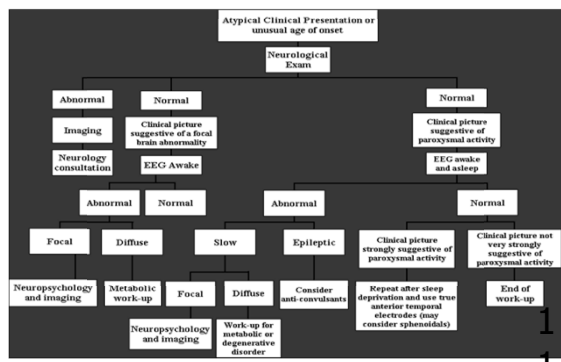 Atypical Clinical Presentation or
unusual age of onset
Neurological
Exam
Abnormal
Normal
Normal
Imaging
Clinical picture
suggestive of a focal
brain abnormality
Clinical picture
suggestive of
paroxysmal activity
Neurology
consultation
EEG Awake
EEG awake
and asleep
Abnormal
Normal
Abnormal
Normal
Focal
Diffuse
Slow
Epileptic
Clinical picture
strongly suggestive of
paroxysmal activity
Clinical picture not
very strongly
suggestive of
paroxysmal activity
Neuropsychology
and imaging
Metabolic
work-up
Focal
Diffuse
Consider
anti-convulsants
Repeat after sleep
deprivation and use true
anterior temporal
electrodes (may
consider sphenoidals)
End of
work-up
Neuropsychology
and imaging
Work-up for
metabolic or
degenerative
disorder
1